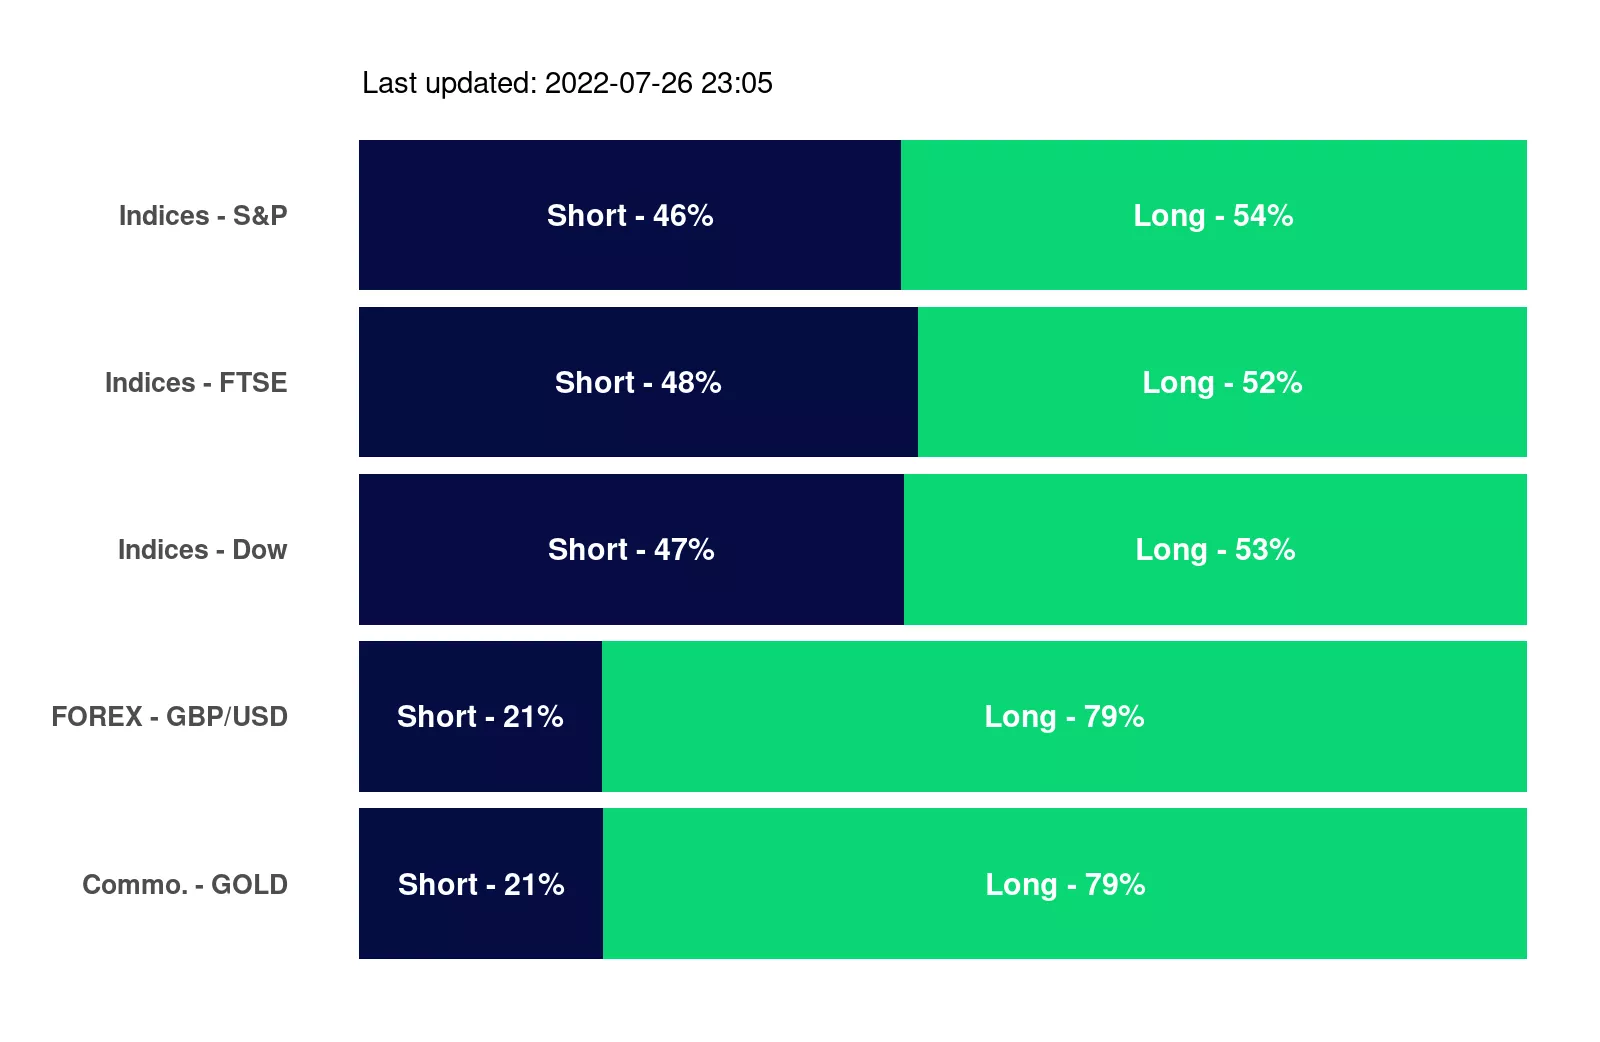 Last updated: 2022-07-26 23:05
Indices - S&P Short - 46% Long - 54%
Indices - FTSE Short - 48% Long - 52%
Indices - Dow Short - 47% Long - 53%
FOREX - GBP/USD Short - 21% Long - 79%
Commo. - GOLD Short - 21% Long - 79%